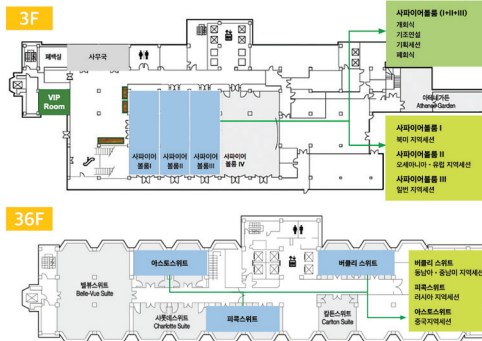 3F
폐백실
사무국
VIP
Room
사파이어
볼룸I
사파이어
볼룸II
사파이어
볼룸III
사파이어
볼룸 IV
아테네가든
Athene Garden
사파이어볼룸 (I+II+III)
개회식
기조연설
기획세션
폐회식
사파이어볼룸 I
북미 지역세션
사파이어볼룸 II
오세아니아 · 유럽 지역세션
사파이어볼룸 III
일반 지역세션
36F
벨뷰스위트
Belle-Vue Suite
아스토스위트
샤롯데스위트
Charlotte Suite
피콕스위트
버클리 스위트
칼튼스위트
Carlton Suite
버클리 스위트
동남아 · 중남미 지역세션
피콕스위트
러시아 지역세션
아스토스위트
중국지역세션